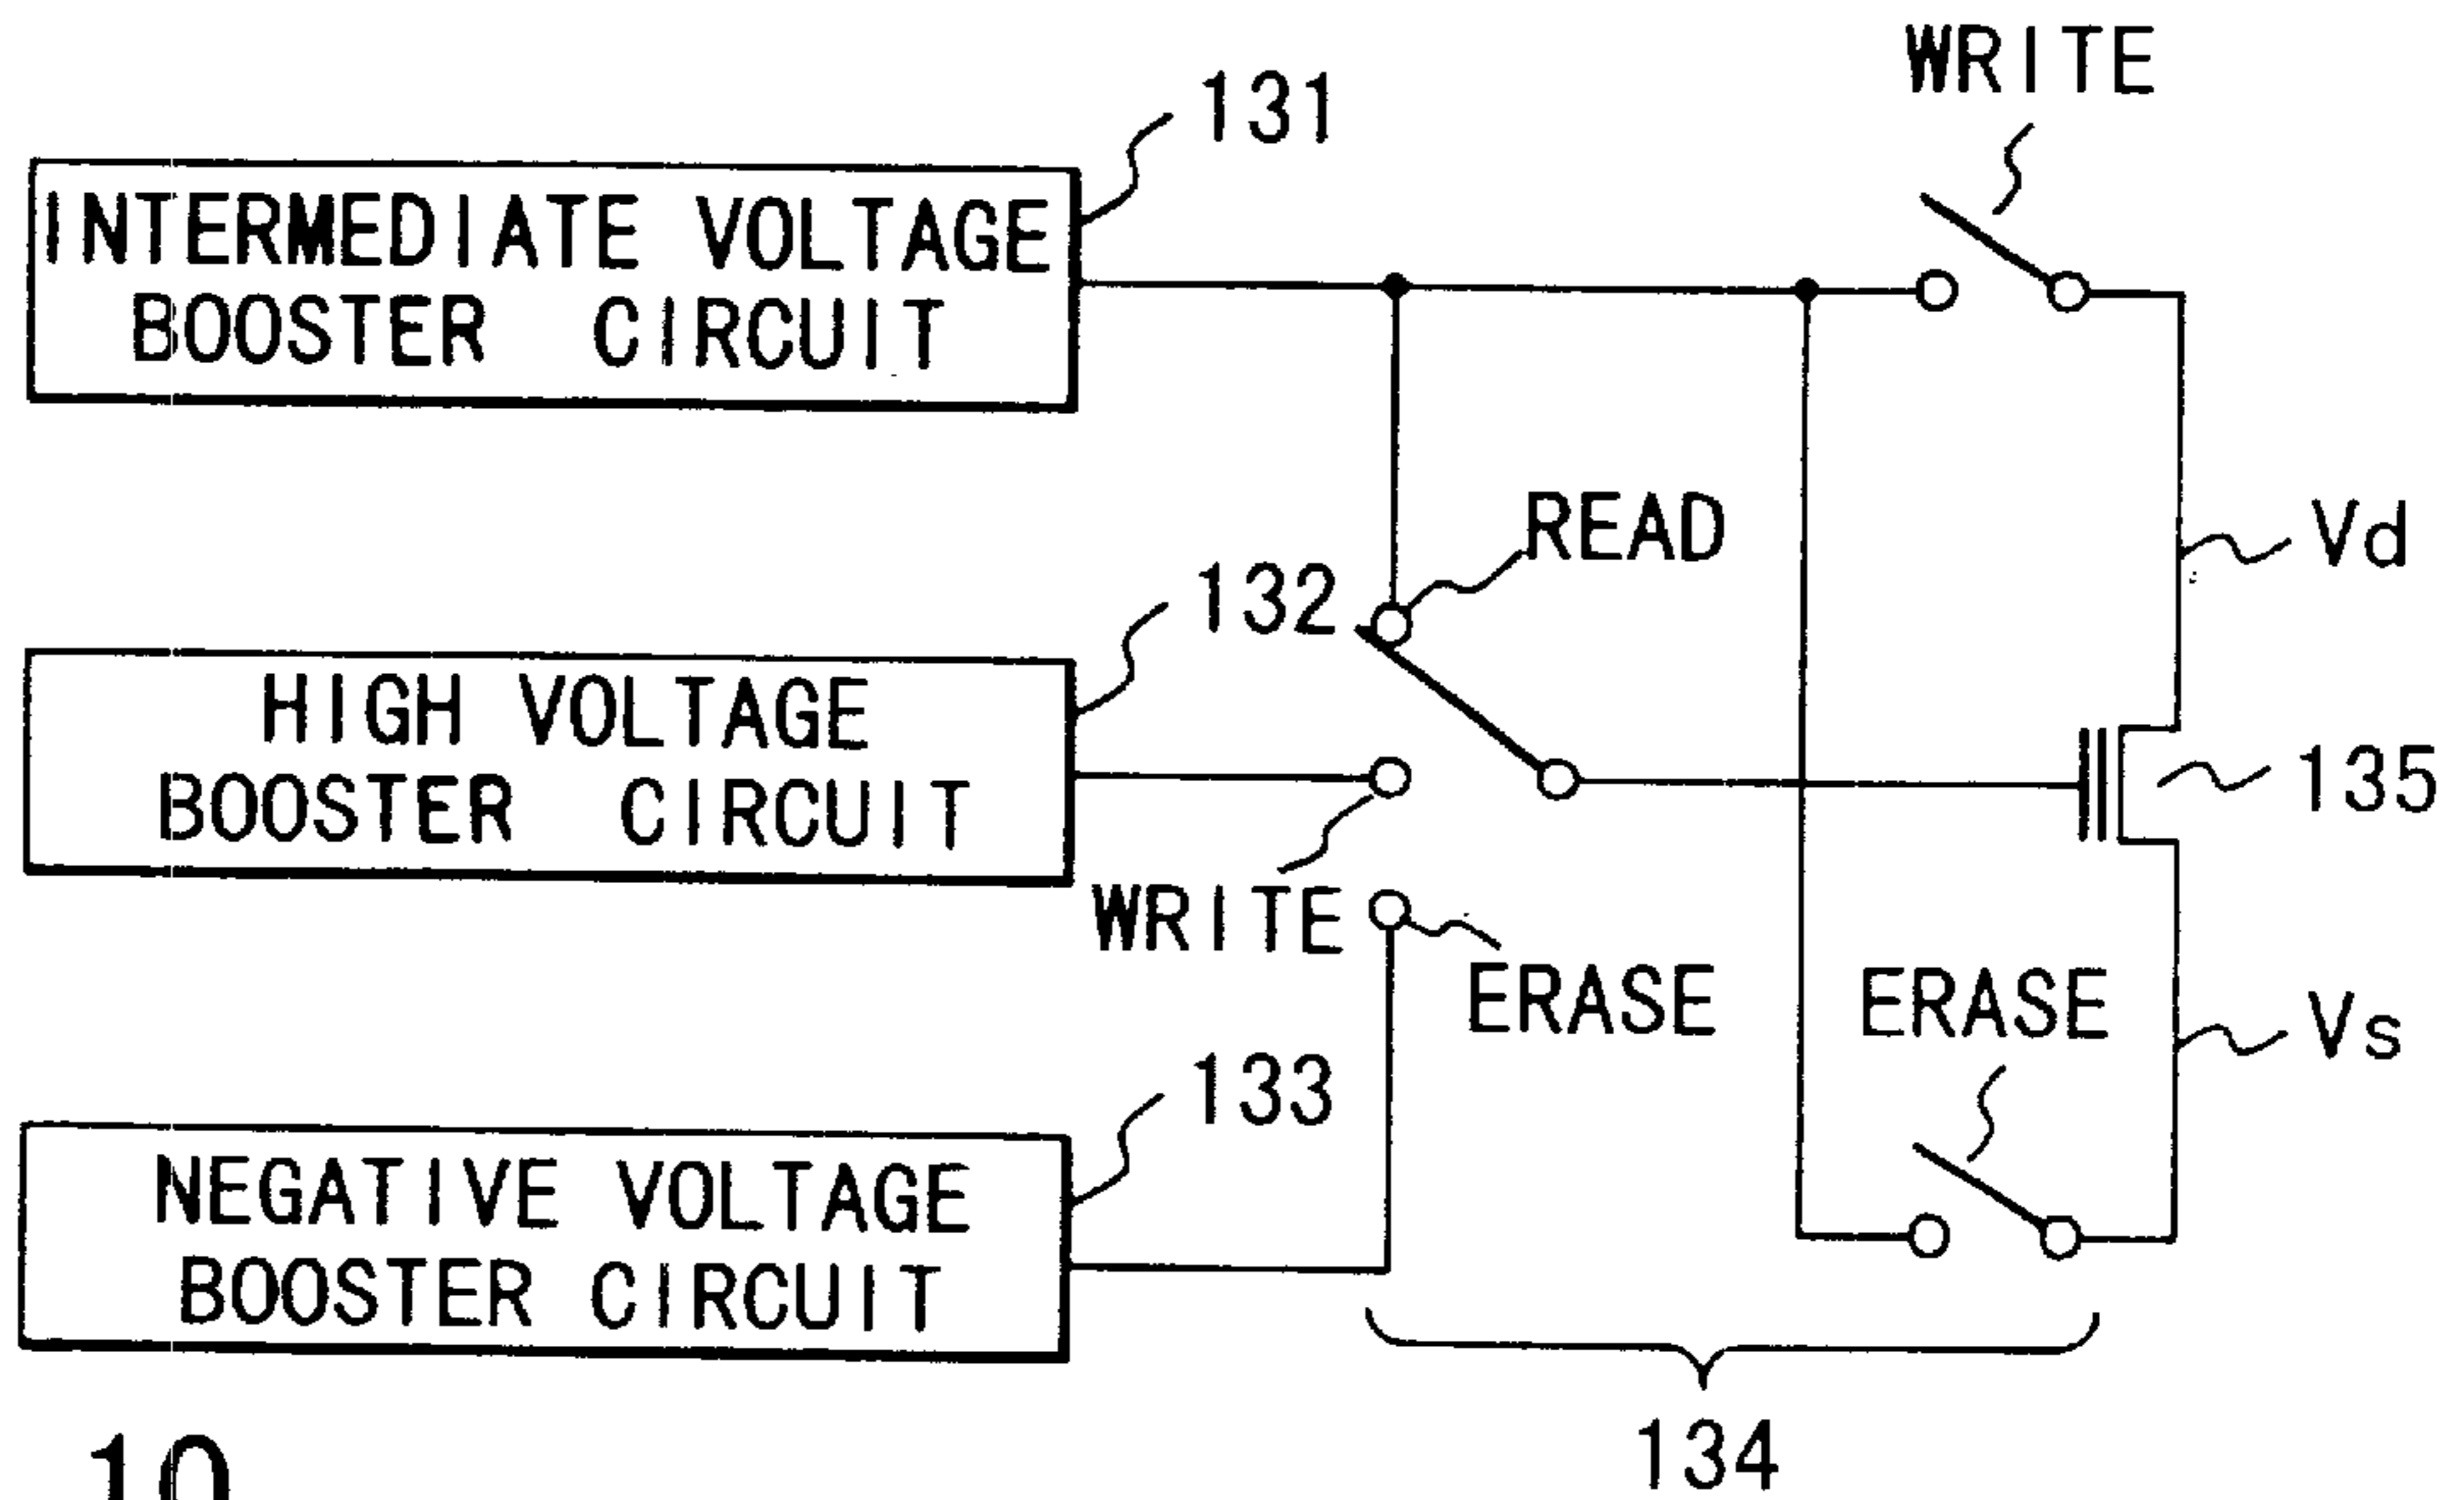 WRITE
131
INTERMEDIATE VOLTAGE
BOOSTER CIRCUIT
READ
Vd
132
HIGH VOLTAGE
BOOSTER CIRCUIT
135
WRITE
ERASE
ERASE
Vs
133
NEGATIVE VOLTAGE
BOOSTER CIRCUIT
134
10